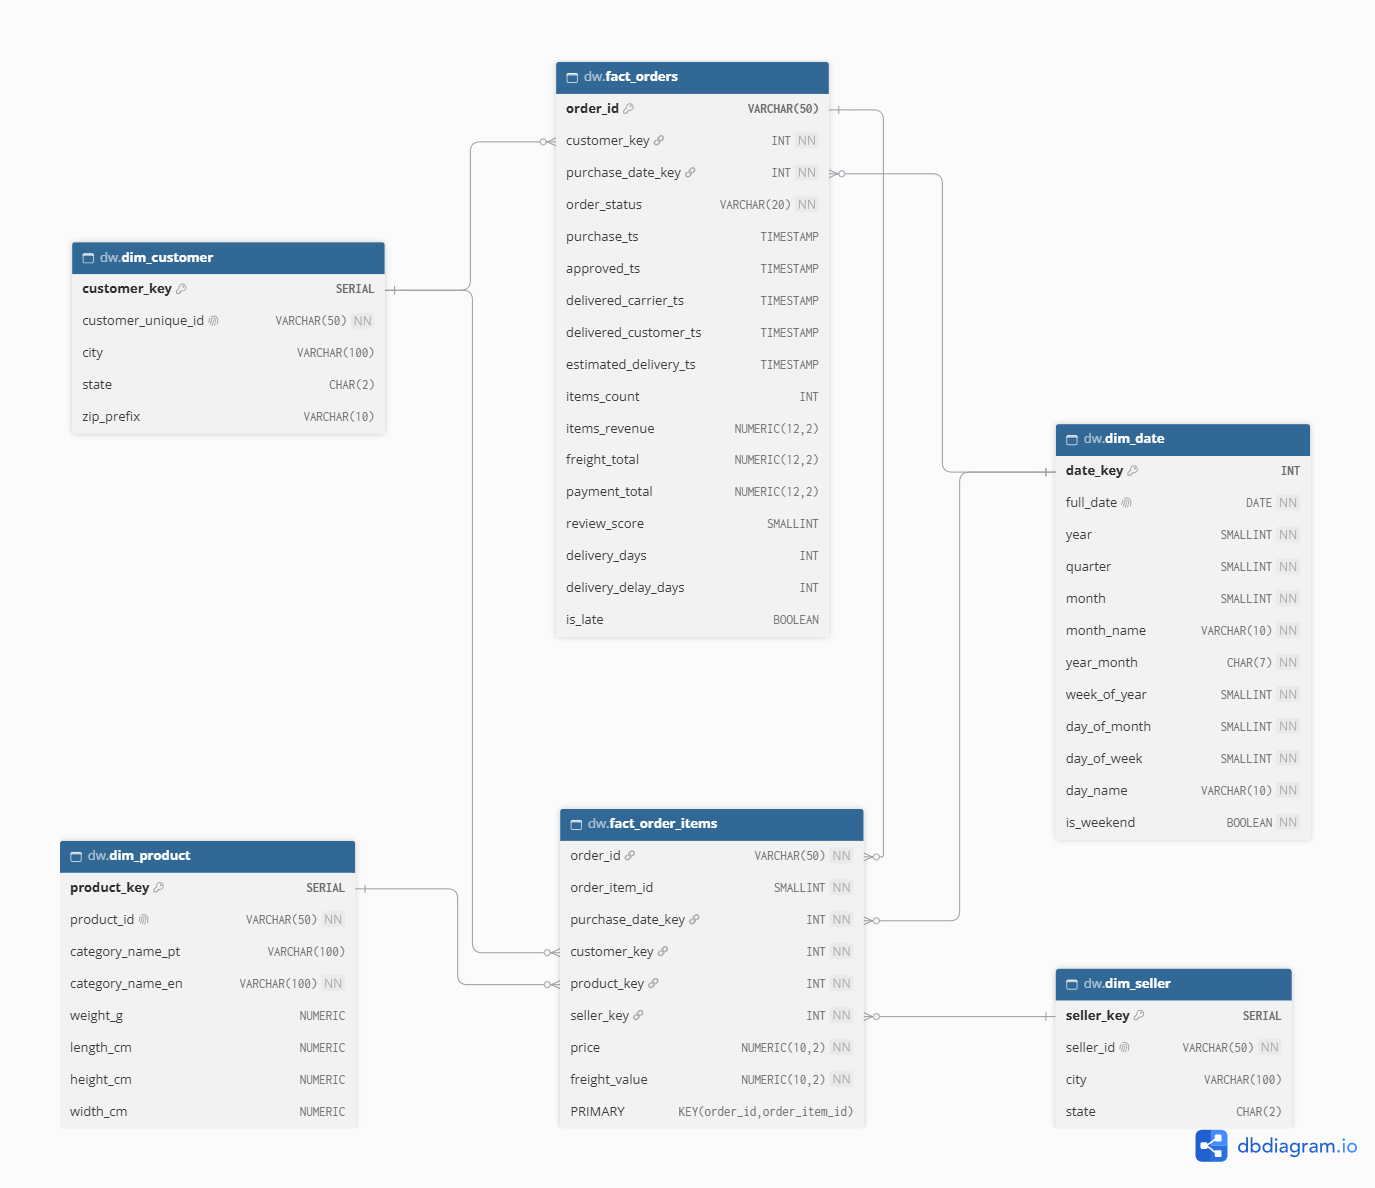 dw.fact_orders
order_id VARCHAR(50)
customer_key INT NN
purchase_date_key INT NN
order_status VARCHAR(20) NN
purchase_ts TIMESTAMP
approved_ts TIMESTAMP
delivered_carrier_ts TIMESTAMP
delivered_customer_ts TIMESTAMP
estimated_delivery_ts TIMESTAMP
items_count INT
items_revenue NUMERIC(12,2)
freight_total NUMERIC(12,2)
payment_total NUMERIC(12,2)
review_score SMALLINT
delivery_days INT
delivery_delay_days INT
is_late BOOLEAN
dw.dim_customer
customer_key SERIAL
customer_unique_id VARCHAR(50) NN
city VARCHAR(100)
state CHAR(2)
zip_prefix VARCHAR(10)
dw.dim_date
date_key INT
full_date DATE NN
year SMALLINT NN
quarter SMALLINT NN
month SMALLINT NN
month_name VARCHAR(10) NN
year_month CHAR(7) NN
week_of_year SMALLINT NN
day_of_month SMALLINT NN
day_of_week SMALLINT NN
day_name VARCHAR(10) NN
is_weekend BOOLEAN NN
dw.dim_product
product_key SERIAL
product_id VARCHAR(50) NN
category_name_pt VARCHAR(100)
category_name_en VARCHAR(100) NN
weight_g NUMERIC
length_cm NUMERIC
height_cm NUMERIC
width_cm NUMERIC
dw.fact_order_items
order_id VARCHAR(50) NN
order_item_id SMALLINT NN
purchase_date_key INT NN
customer_key INT NN
product_key INT NN
seller_key INT NN
price NUMERIC(10,2) NN
freight_value NUMERIC(10,2) NN
PRIMARY KEY(order_id,order_item_id)
dw.dim_seller
seller_key SERIAL
seller_id VARCHAR(50) NN
city VARCHAR(100)
state CHAR(2)
dbdiagram.io